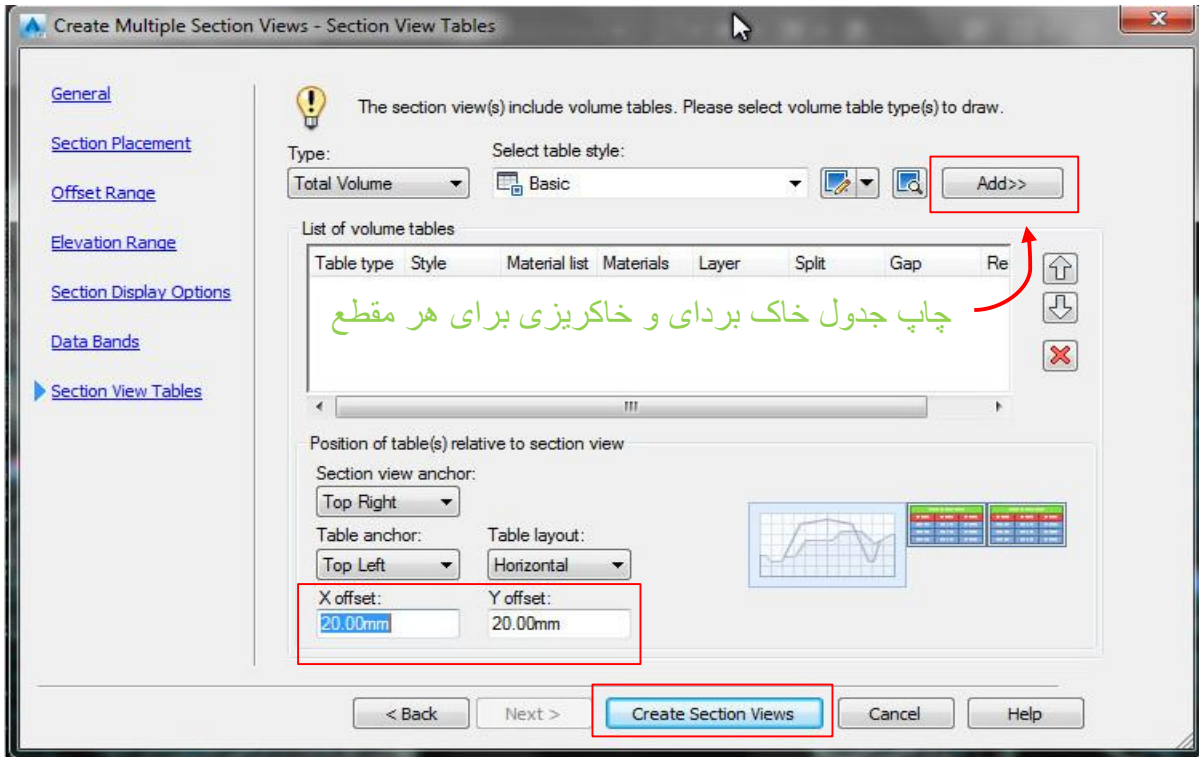 Create Multiple Section Views - Section View Tables
General
Section Placement
Offset Range
Elevation Range
Section Display Options
Data Bands
Section View Tables
The section view(s) include volume tables. Please select volume table type(s) to draw.
Type:
Select table style:
Total Volume
Basic
Add>>
List of volume tables
Table type Style Material list Materials Layer Split Gap Re
چاپ جدول خاک بردای و خاکریزی برای هر مقطع
Position of table(s) relative to section view
Section view anchor:
Top Right
Table anchor: Table layout:
Top Left Horizontal
X offset: Y offset:
20.00mm 20.00mm
< Back Next > Create Section Views Cancel Help